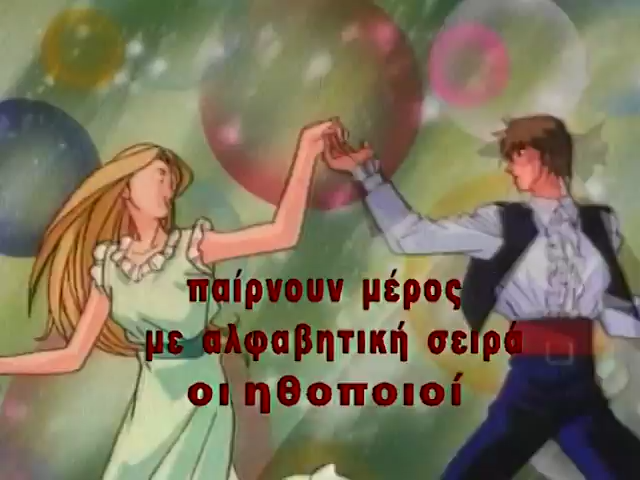 παίρνουν μέρος
με αλφαβητική σειρά
οι ηθοποιοί